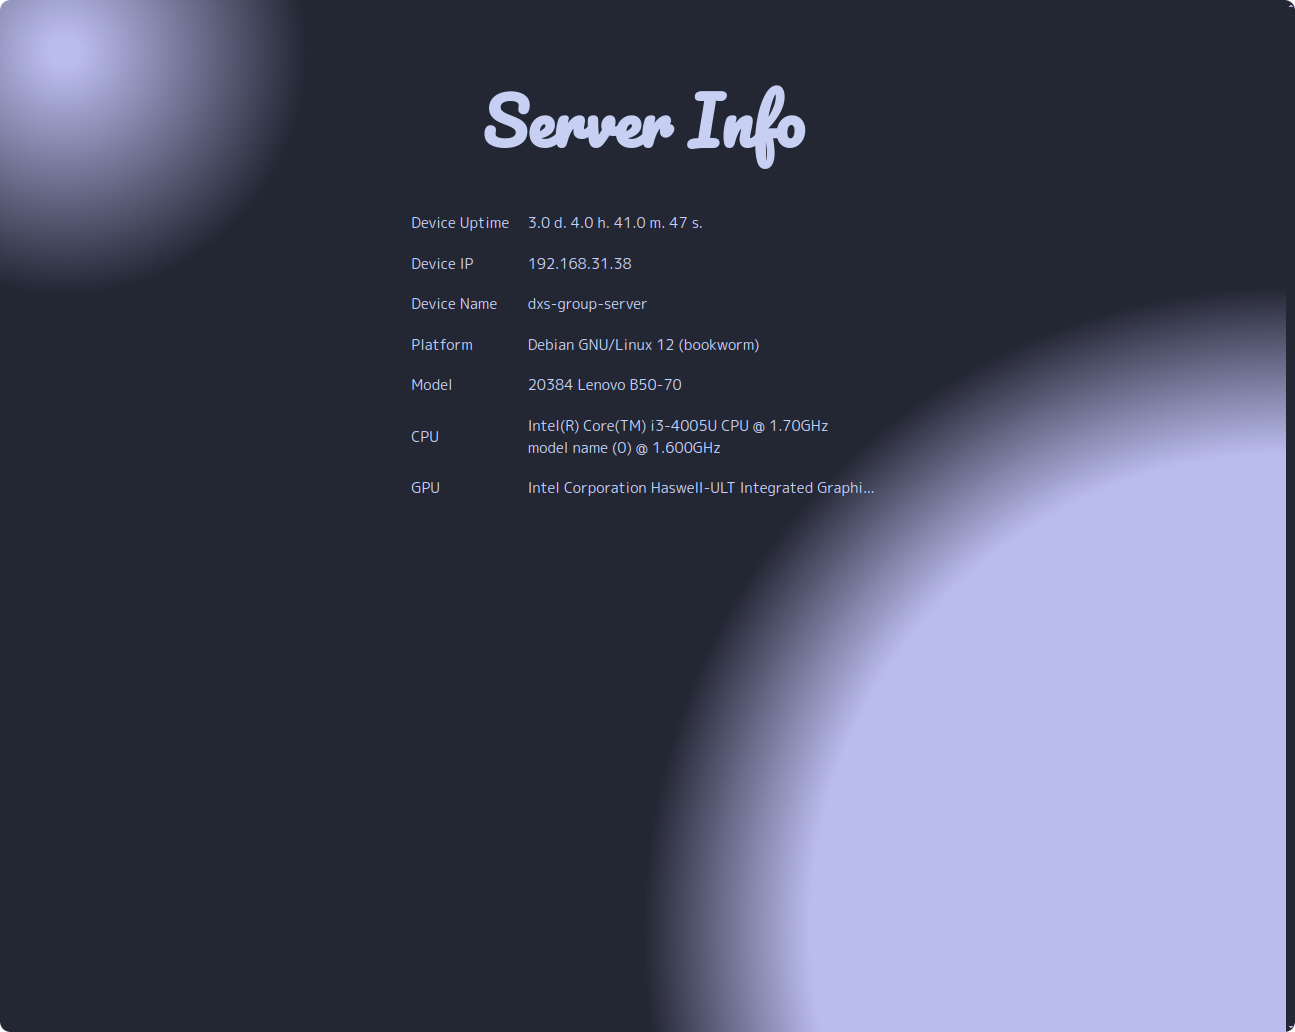 Server Info
Device Uptime 3.0 d. 4.0 h. 41.0 m. 47 s.
Device IP 192.168.31.38
Device Name dxs-group-server
Platform Debian GNU/Linux 12 (bookworm)
Model 20384 Lenovo B50-70
CPU Intel(R) Core(TM) i3-4005U CPU @ 1.70GHz
model name (0) @ 1.600GHz
GPU Intel Corporation Haswell-ULT Integrated Graphi...